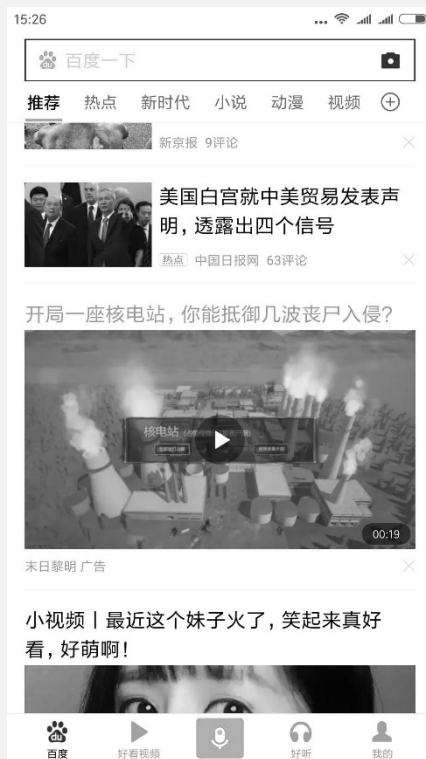 15:26
百度一下
推荐 热点 新时代 小说 动漫 视频
新京报 9评论
美国白宫就中美贸易发表声
明，透露出四个信号
热点 中国日报网 63评论
开局一座核电站，你能抵御几波丧尸入侵？
核电站
00:19
末日黎明 广告
小视频丨最近这个妹子火了，笑起来真好
看，好萌啊！
du
百度 好看视频 好听 我的